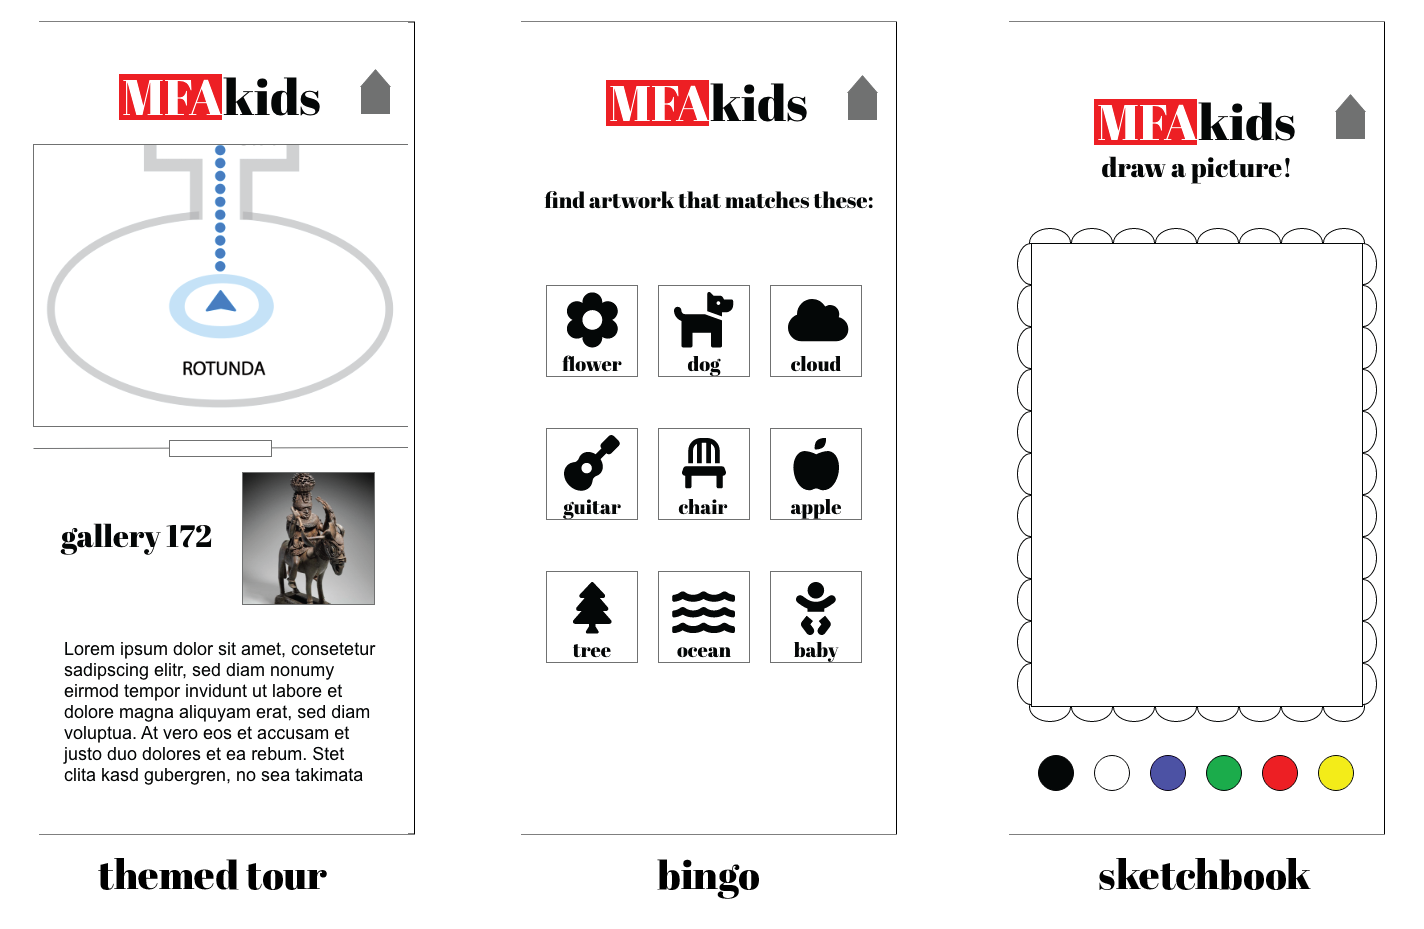 MFAkids
ROTUNDA
gallery 172
Lorem ipsum dolor sit amet, consetetur
sadipscing elitr, sed diam nonumy
eirmod tempor invidunt ut labore et
dolore magna aliquyam erat, sed diam
voluptua. At vero eos et accusam et
justo duo dolores et ea rebum. Stet
clita kasd gubergren, no sea takimata
themed tour
MFAkids
find artwork that matches these:
flower dog cloud
guitar chair apple
tree ocean baby
bingo
MFAkids
draw a picture!
sketchbook